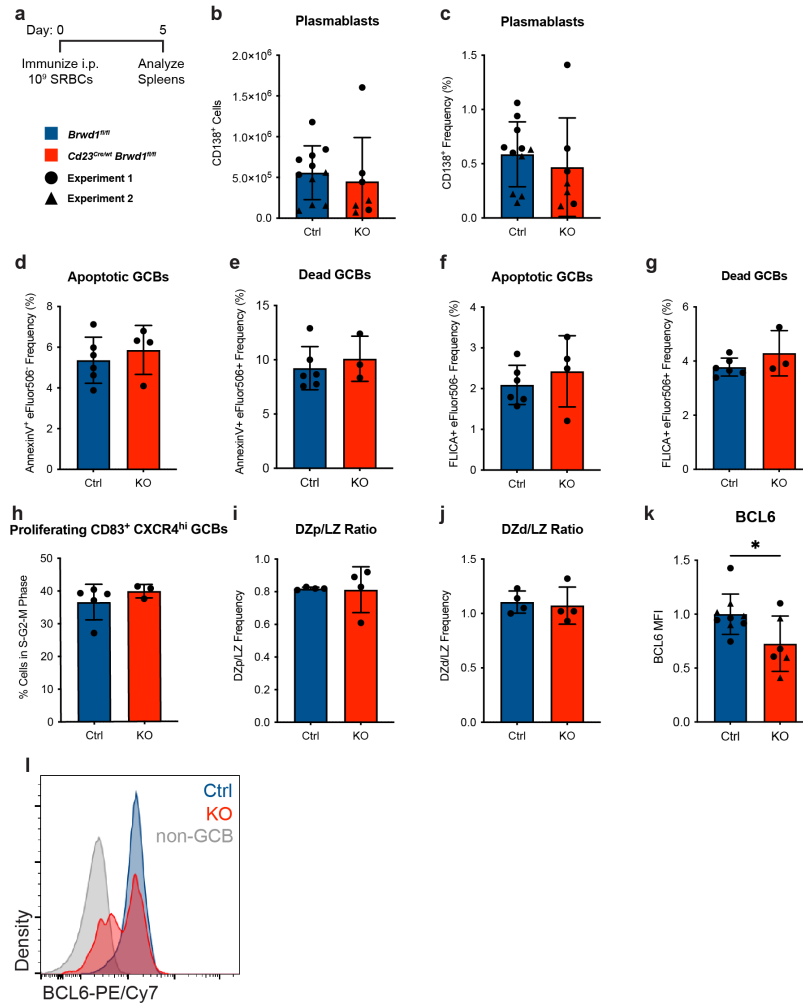 a
Day: 0 5
Immunize i.p.
10⁹ SRBCs
Analyze
Spleens
Brwd1ᶠˡ/ᶠˡ
Cd23ᶜʳᵉ/ʷᵗ Brwd1ᶠˡ/ᶠˡ
Experiment 1
Experiment 2
b
Plasmablasts
CD138⁺ Cells
2.0×10⁶
1.5×10⁶
1.0×10⁶
5.0×10⁵
0.0
Ctrl KO
c
Plasmablasts
CD138⁺ Frequency (%)
1.5
1.0
0.5
0.0
Ctrl KO
d
Apoptotic GCBs
AnnexinV⁺ eFluor506⁻ Frequency (%)
8
6
4
2
0
Ctrl KO
e
Dead GCBs
AnnexinV+ eFluor506+ Frequency (%)
15
10
5
0
Ctrl KO
f
Apoptotic GCBs
FLICA+ eFluor506- Frequency (%)
4
3
2
1
0
Ctrl KO
g
Dead GCBs
FLICA+ eFluor506+ Frequency (%)
6
4
2
0
Ctrl KO
h
Proliferating CD83⁺ CXCR4ʰⁱ GCBs
% Cells in S-G2-M Phase
50
40
30
20
10
0
Ctrl KO
i
DZp/LZ Ratio
DZp/LZ Frequency
1.0
0.8
0.6
0.4
0.2
0.0
Ctrl KO
j
DZd/LZ Ratio
DZd/LZ Frequency
1.5
1.0
0.5
0.0
Ctrl KO
k
BCL6
*
BCL6 MFI
1.5
1.0
0.5
0.0
Ctrl KO
l
Ctrl
KO
non-GCB
Density
BCL6-PE/Cy7